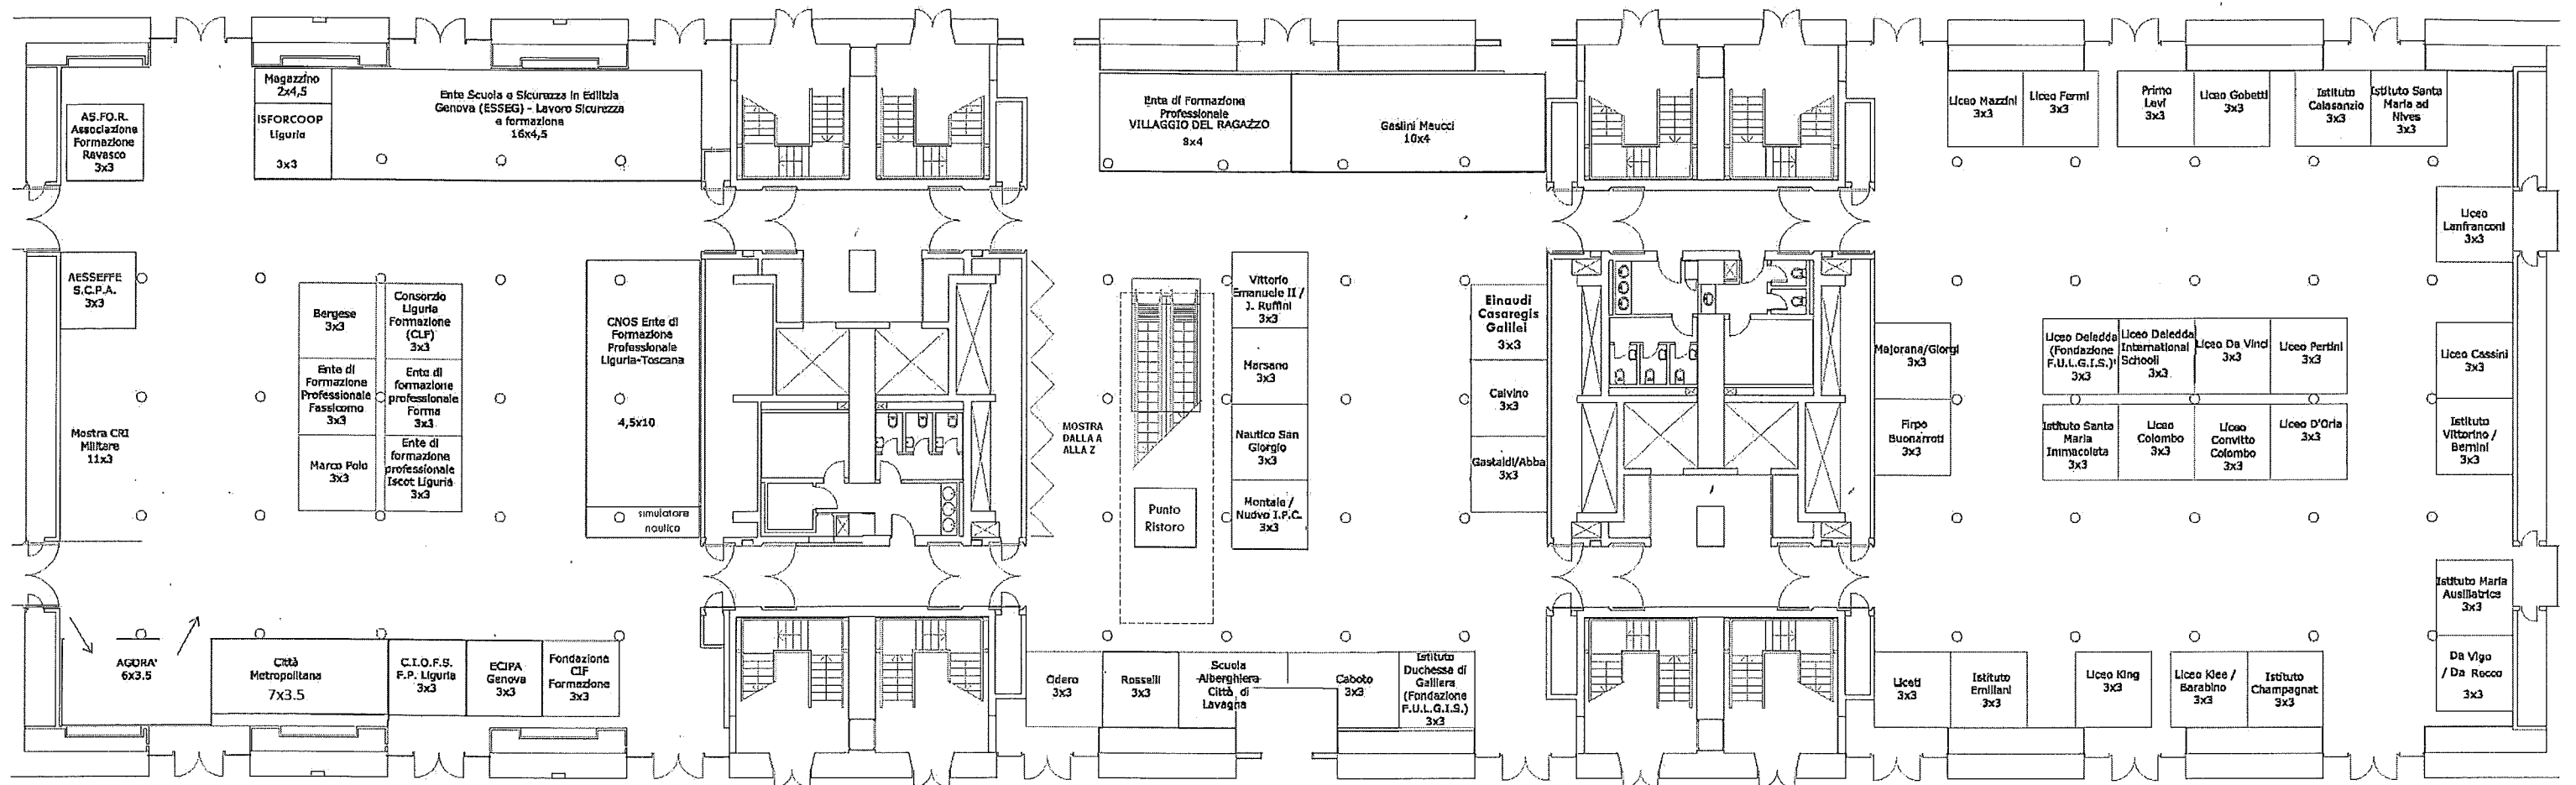 AS.FO.R.
Associazione
Formazione
Ravasco
3x3
Magazzino
2x4,5
ISFORCOOP
Liguria
3x3
Ente Scuola e Sicurezza in Edilizia
Genova (ESSEG) - Lavoro Sicurezza
e formazione
16x4,5
Ente di Formazione
Professionale
VILLAGGIO DEL RAGAZZO
8x4
Gaslini Meucci
10x4
Liceo Mazzini
3x3
Liceo Fermi
3x3
Primo
Levi
3x3
Liceo Gobetti
3x3
Istituto
Calasanzio
3x3
Istituto Santa
Maria ad
Nives
3x3
AESSEFFE
S.C.P.A.
3x3
Mostra CRI
Militare
11x3
Bergese
3x3
Consorzio
Liguria
Formazione
(CLF)
3x3
Ente di
Formazione
Professionale
Fassicomo
3x3
Ente di
formazione
professionale
Forma
3x3
Marco Polo
3x3
Ente di
formazione
professionale
Iscot Liguria
3x3
CNOS Ente di
Formazione
Professionale
Liguria-Toscana
4,5x10
simulatore
nautico
MOSTRA
DALLA A
ALLA Z
Punto
Ristoro
Vittorio
Emanuele II /
J. Ruffini
3x3
Marsano
3x3
Nautico San
Giorgio
3x3
Montale /
Nuovo I.P.C.
3x3
Einaudi
Casaregis
Galilei
3x3
Calvino
3x3
Gastaldi/Abba
3x3
Majorana/Giorgi
3x3
Firpo
Buonarroti
3x3
Liceo Deledda
(Fondazione
F.U.L.G.I.S.)
3x3
Liceo Deledda
International
School
3x3
Liceo Da Vinci
3x3
Liceo Pertini
3x3
Istituto Santa
Maria
Immacolata
3x3
Liceo
Colombo
3x3
Liceo
Convitto
Colombo
3x3
Liceo D'Oria
3x3
Liceo
Lanfranconi
3x3
Liceo Cassini
3x3
Istituto
Vittorino /
Bernini
3x3
Istituto Maria
Ausiliatrice
3x3
Da Vigo
/ Da Recco
3x3
AGORA'
6x3.5
Città
Metropolitana
7x3.5
C.I.O.F.S.
F.P. Liguria
3x3
ECIPA
Genova
3x3
Fondazione
CIF
Formazione
3x3
Odero
3x3
Rosselli
3x3
Scuola
Alberghiera
Città di
Lavagna
Caboto
3x3
Istituto
Duchessa di
Galliera
(Fondazione
F.U.L.G.I.S.)
3x3
Liceti
3x3
Istituto
Emiliani
3x3
Liceo King
3x3
Liceo Klee /
Barabino
3x3
Istituto
Champagnat
3x3